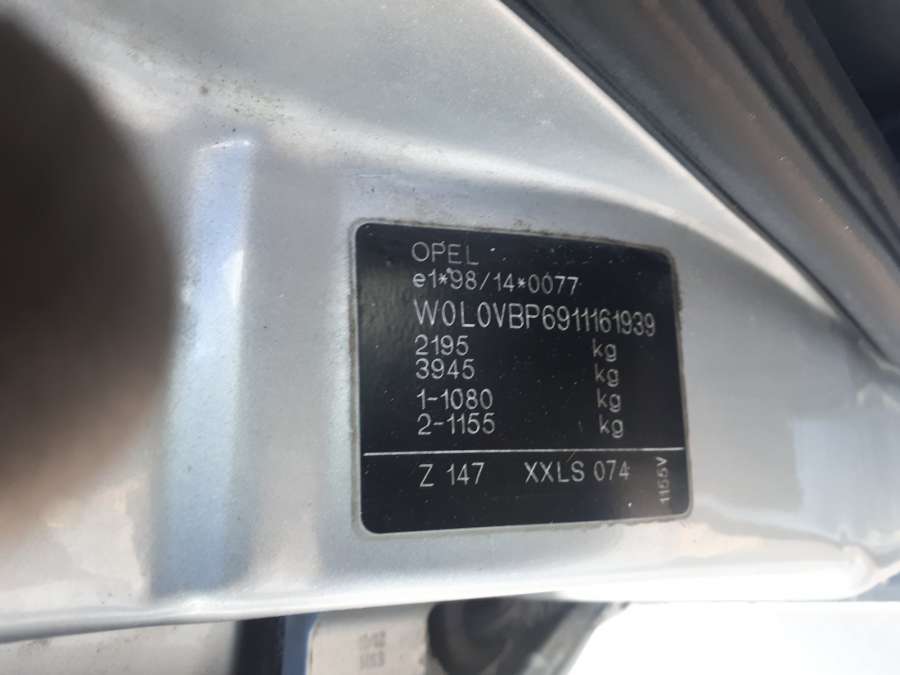 OPEL
e1*98/14*0077
W0L0VBP6911161939
2195 kg
3945 kg
1-1080 kg
2-1155 kg
Z 147 XXLS 074
1155V